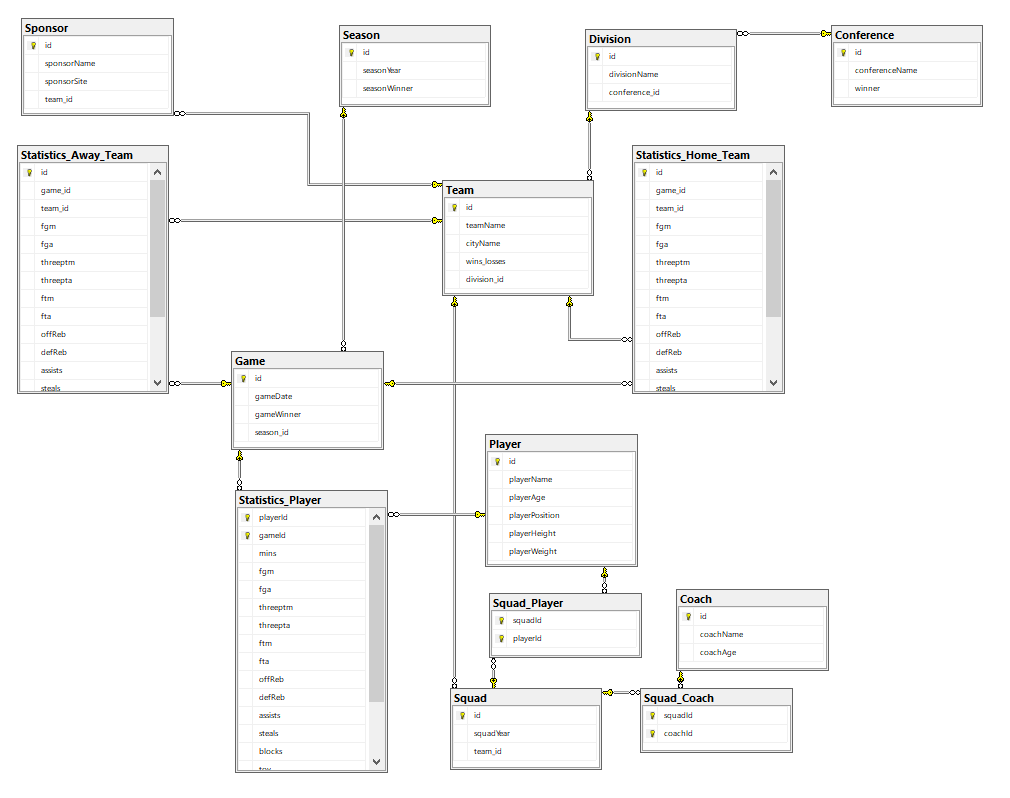 Sponsor
id
sponsorName
sponsorSite
team_id
Season
id
seasonYear
seasonWinner
Division
id
divisionName
conference_id
Conference
id
conferenceName
winner
Statistics_Away_Team
id
game_id
team_id
fgm
fga
threeptm
threepta
ftm
fta
offReb
defReb
assists
steals
Team
id
teamName
cityName
wins_losses
division_id
Statistics_Home_Team
id
game_id
team_id
fgm
fga
threeptm
threepta
ftm
fta
offReb
defReb
assists
steals
Game
id
gameDate
gameWinner
season_id
Player
id
playerName
playerAge
playerPosition
playerHeight
playerWeight
Statistics_Player
playerId
gameId
mins
fgm
fga
threeptm
threepta
ftm
fta
offReb
defReb
assists
steals
blocks
Squad_Player
squadId
playerId
Coach
id
coachName
coachAge
Squad
id
squadYear
team_id
Squad_Coach
squadId
coachId